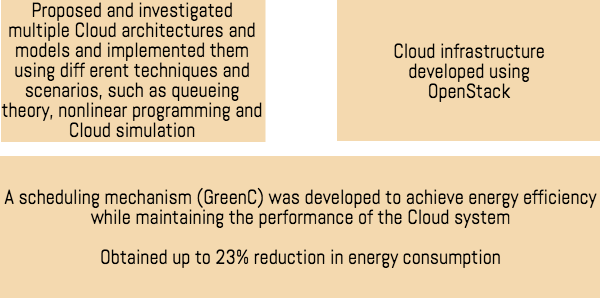 Proposed and investigated
multiple Cloud architectures and
models and implemented them
using diff erent techniques and
scenarios, such as queueing
theory, nonlinear programming and
Cloud simulation
Cloud infrastructure
developed using
OpenStack
A scheduling mechanism (GreenC) was developed to achieve energy efficiency
while maintaining the performance of the Cloud system
Obtained up to 23% reduction in energy consumption